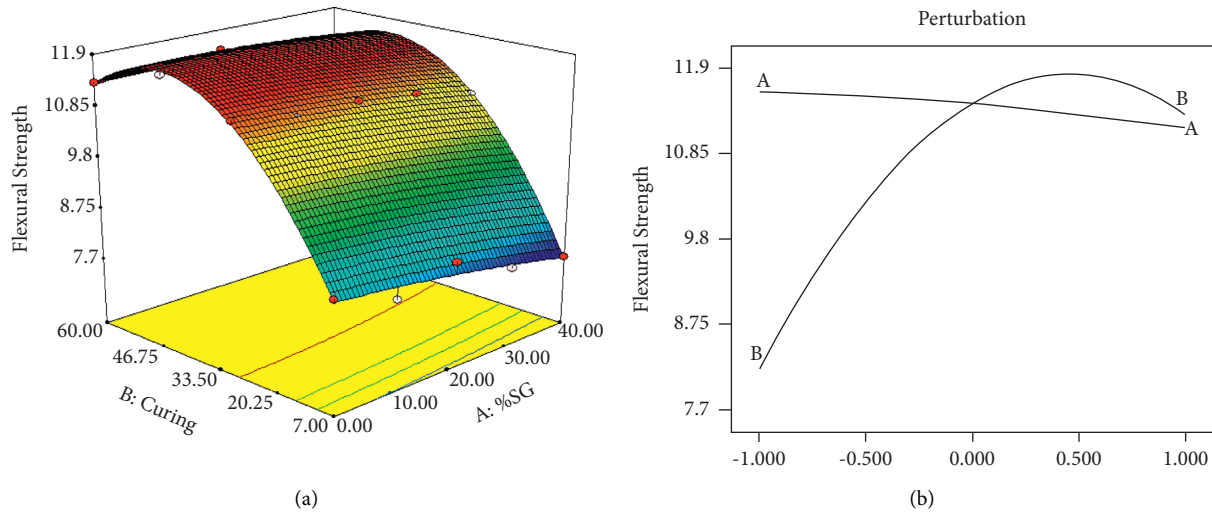 11.9
10.85
9.8
8.75
7.7
Flexural Strength
60.00
46.75
33.50
20.25
7.00
B: Curing
0.00
10.00
20.00
30.00
40.00
A: %SG
(a)
Perturbation
11.9
10.85
9.8
8.75
7.7
Flexural Strength
A
B
B
A
-1.000
-0.500
0.000
0.500
1.000
(b)